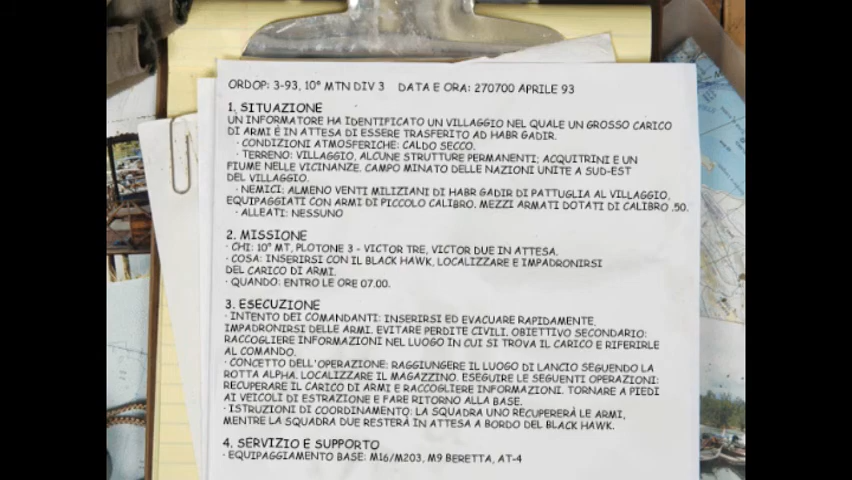 ORDOP: 3-93, 10° MTN DIV 3 DATA E ORA: 270700 APRILE 93
1. SITUAZIONE
UN INFORMATORE HA IDENTIFICATO UN VILLAGGIO NEL QUALE UN GROSSO CARICO
DI ARMI È IN ATTESA DI ESSERE TRASFERITO AD HABR GADIR.
· CONDIZIONI ATMOSFERICHE: CALDO SECCO.
· TERRENO: VILLAGGIO, ALCUNE STRUTTURE PERMANENTI; ACQUITRINI E UN
FIUME NELLE VICINANZE. CAMPO MINATO DELLE NAZIONI UNITE A SUD-EST
DEL VILLAGGIO.
· NEMICI: ALMENO VENTI MILIZIANI DI HABR GADIR DI PATTUGLIA AL VILLAGGIO,
EQUIPAGGIATI CON ARMI DI PICCOLO CALIBRO. MEZZI ARMATI DOTATI DI CALIBRO .50.
· ALLEATI: NESSUNO
2. MISSIONE
· CHI: 10° MT, PLOTONE 3 - VICTOR TRE, VICTOR DUE IN ATTESA.
· COSA: INSERIRSI CON IL BLACK HAWK, LOCALIZZARE E IMPADRONIRSI
DEL CARICO DI ARMI.
· QUANDO: ENTRO LE ORE 07.00.
3. ESECUZIONE
· INTENTO DEI COMANDANTI: INSERIRSI ED EVACUARE RAPIDAMENTE,
IMPADRONIRSI DELLE ARMI. EVITARE PERDITE CIVILI. OBIETTIVO SECONDARIO:
RACCOGLIERE INFORMAZIONI NEL LUOGO IN CUI SI TROVA IL CARICO E RIFERIRLE
AL COMANDO.
· CONCETTO DELL'OPERAZIONE: RAGGIUNGERE IL LUOGO DI LANCIO SEGUENDO LA
ROTTA ALPHA. LOCALIZZARE IL MAGAZZINO. ESEGUIRE LE SEGUENTI OPERAZIONI:
RECUPERARE IL CARICO DI ARMI E RACCOGLIERE INFORMAZIONI. TORNARE A PIEDI
AI VEICOLI DI ESTRAZIONE E FARE RITORNO ALLA BASE.
· ISTRUZIONI DI COORDINAMENTO: LA SQUADRA UNO RECUPERERÀ LE ARMI,
MENTRE LA SQUADRA DUE RESTERÀ IN ATTESA A BORDO DEL BLACK HAWK.
4. SERVIZIO E SUPPORTO
· EQUIPAGGIAMENTO BASE: M16/M203, M9 BERETTA, AT-4